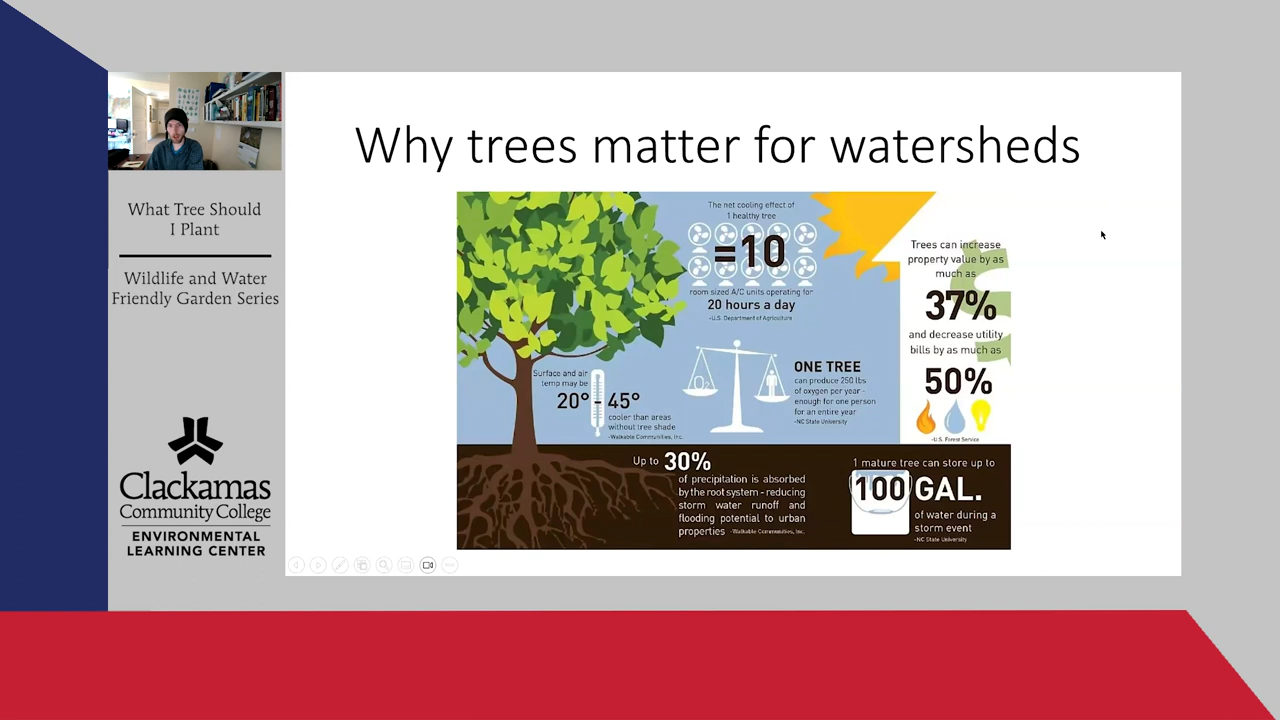 What Tree Should
I Plant
Wildlife and Water
Friendly Garden Series
Clackamas
Community College
ENVIRONMENTAL
LEARNING CENTER
Why trees matter for watersheds
The net cooling effect of
1 healthy tree
=10
room sized A/C units operating for
20 hours a day
-U.S. Department of Agriculture
Trees can increase
property value by as
much as
37%
and decrease utility
bills by as much as
50%
-U.S. Forest Service
Surface and air
temp may be
20° - 45°
cooler than areas
without tree shade
-Walkable Communities, Inc.
O₂
ONE TREE
can produce 250 lbs
of oxygen per year -
enough for one person
for an entire year
-NC State University
Up to 30%
of precipitation is absorbed
by the root system - reducing
storm water runoff and
flooding potential to urban
properties -Walkable Communities, Inc.
1 mature tree can store up to
100 GAL.
of water during a
storm event
-NC State University